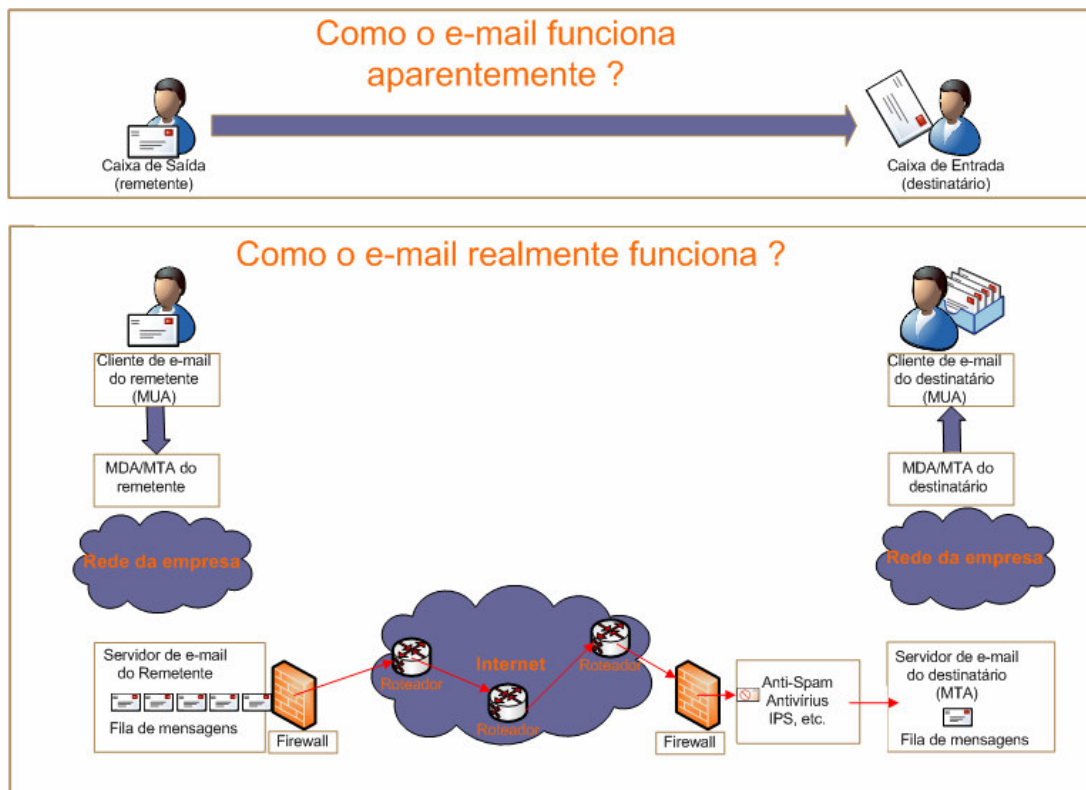 Como o e-mail funciona
aparentemente ?
Caixa de Saída
(remetente)
Caixa de Entrada
(destinatário)
Como o e-mail realmente funciona ?
Cliente de e-mail
do remetente
(MUA)
Cliente de e-mail
do destinatário
(MUA)
MDA/MTA do
remetente
MDA/MTA do
destinatário
Rede da empresa
Rede da empresa
Servidor de e-mail
do Remetente
Fila de mensagens
Firewall
Roteador
Internet
Roteador
Roteador
Firewall
Anti-Spam
Antivírius
IPS, etc.
Servidor de e-mail
do destinatário
(MTA)
Fila de mensagens